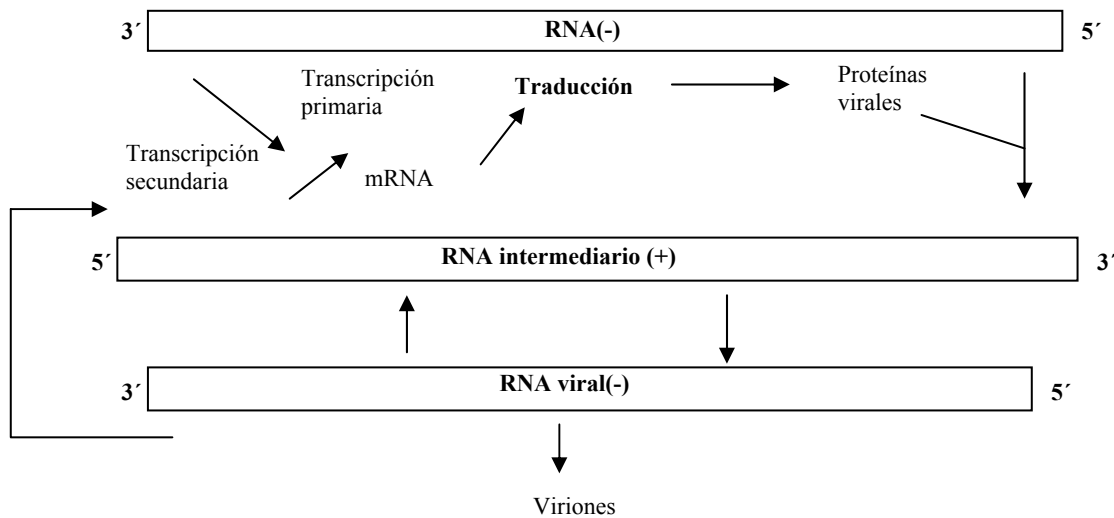 3´ RNA(-) 5´
Transcripción
primaria
Traducción
Proteínas
virales
Transcripción
secundaria
mRNA
5´ RNA intermediario (+) 3´
3´ RNA viral(-) 5´
Viriones